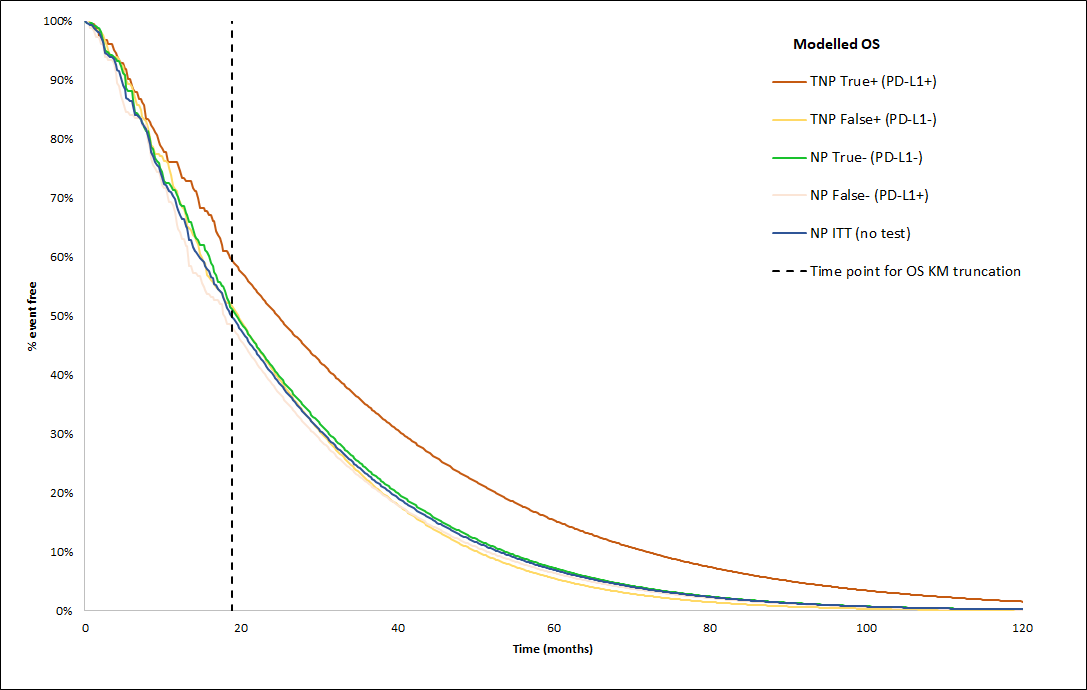 Modelled OS
TNP True+ (PD-L1+)
TNP False+ (PD-L1-)
NP True- (PD-L1-)
NP False- (PD-L1+)
NP ITT (no test)
Time point for OS KM truncation
% event free
100%
90%
80%
70%
60%
50%
40%
30%
20%
10%
0%
0 20 40 60 80 100 120
Time (months)